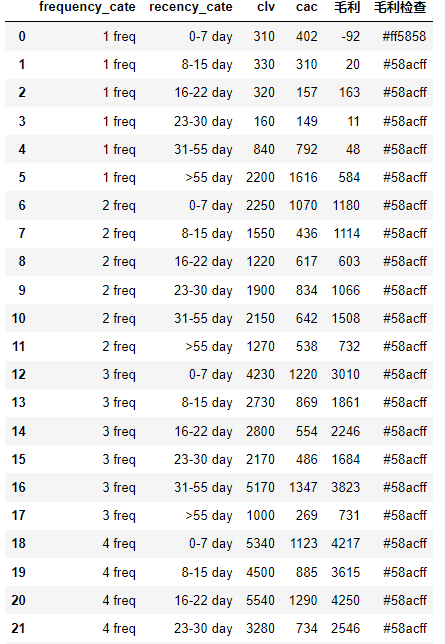 frequency_cate recency_cate clv cac 毛利 毛利检查
0 1 freq 0-7 day 310 402 -92 #ff5858
1 1 freq 8-15 day 330 310 20 #58acff
2 1 freq 16-22 day 320 157 163 #58acff
3 1 freq 23-30 day 160 149 11 #58acff
4 1 freq 31-55 day 840 792 48 #58acff
5 1 freq >55 day 2200 1616 584 #58acff
6 2 freq 0-7 day 2250 1070 1180 #58acff
7 2 freq 8-15 day 1550 436 1114 #58acff
8 2 freq 16-22 day 1220 617 603 #58acff
9 2 freq 23-30 day 1900 834 1066 #58acff
10 2 freq 31-55 day 2150 642 1508 #58acff
11 2 freq >55 day 1270 538 732 #58acff
12 3 freq 0-7 day 4230 1220 3010 #58acff
13 3 freq 8-15 day 2730 869 1861 #58acff
14 3 freq 16-22 day 2800 554 2246 #58acff
15 3 freq 23-30 day 2170 486 1684 #58acff
16 3 freq 31-55 day 5170 1347 3823 #58acff
17 3 freq >55 day 1000 269 731 #58acff
18 4 freq 0-7 day 5340 1123 4217 #58acff
19 4 freq 8-15 day 4500 885 3615 #58acff
20 4 freq 16-22 day 5540 1290 4250 #58acff
21 4 freq 23-30 day 3280 734 2546 #58acff